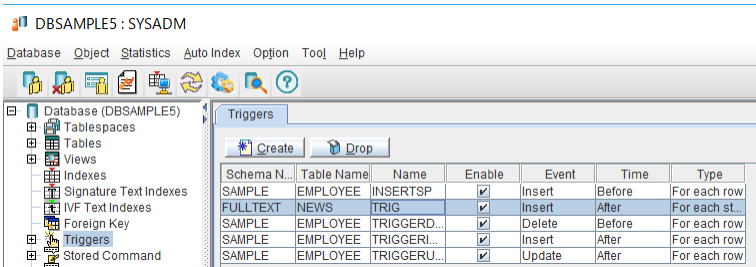 DBSAMPLE5 : SYSADM
Database Object Statistics Auto Index Option Tool Help
Database (DBSAMPLE5)
Tablespaces
Tables
Views
Indexes
Signature Text Indexes
IVF Text Indexes
Foreign Key
Triggers
Stored Command
Triggers
Create Drop
Schema N... Table Name Name Enable Event Time Type
SAMPLE EMPLOYEE INSERTSP Insert Before For each row
FULLTEXT NEWS TRIG Insert After For each st...
SAMPLE EMPLOYEE TRIGGERD... Delete Before For each row
SAMPLE EMPLOYEE TRIGGERI... Insert After For each row
SAMPLE EMPLOYEE TRIGGERU... Update After For each row